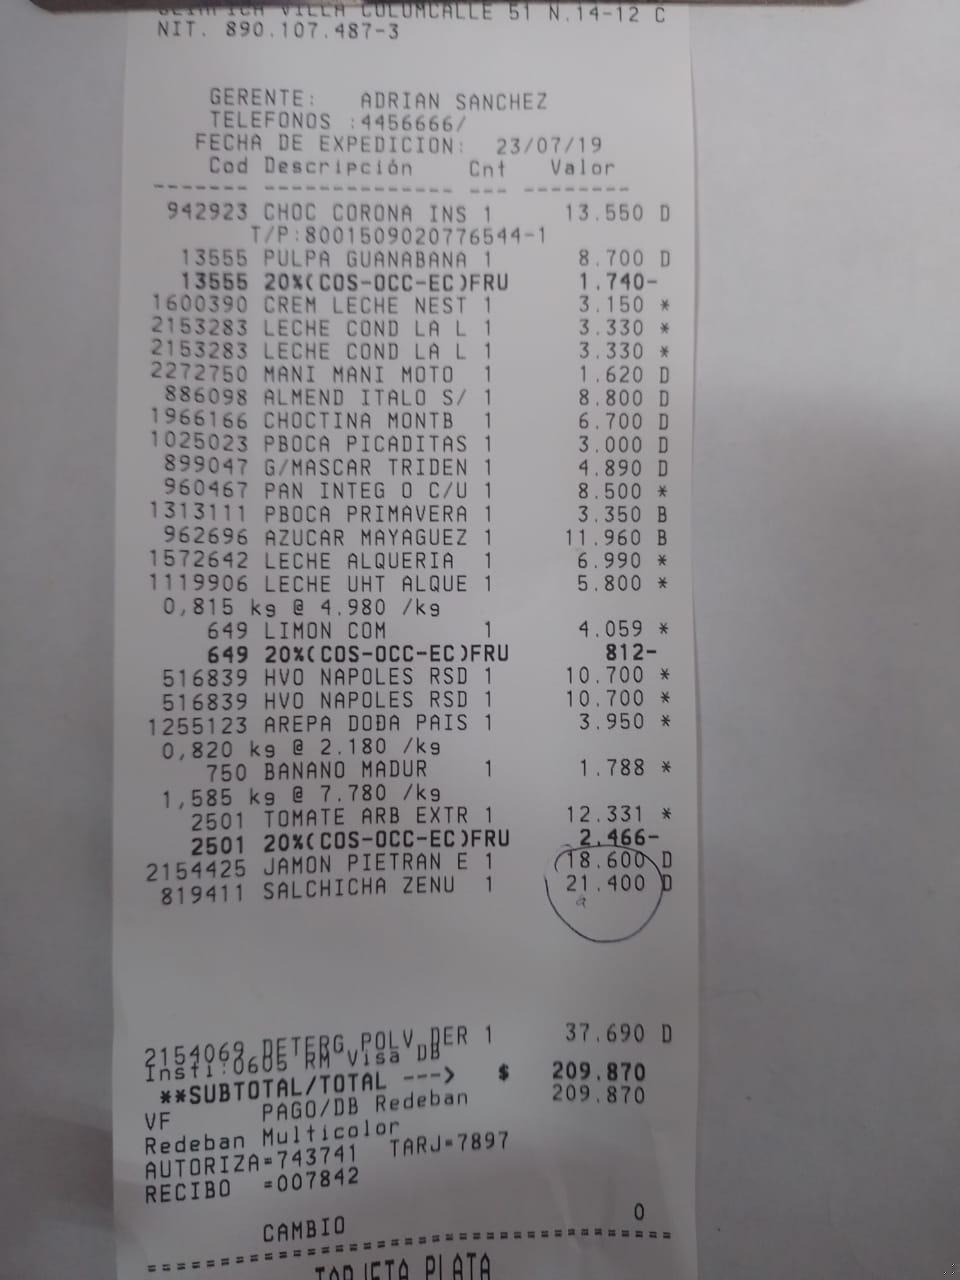 VILLA COLUMCALLE 51 N.14-12 C
NIT. 890.107.487-3
GERENTE: ADRIAN SANCHEZ
TELEFONOS :4456666/
FECHA DE EXPEDICION: 23/07/19
Cod Descripción Cnt Valor
------- -------------- --- --------
942923 CHOC CORONA INS 1 13.550 D
T/P:8001509020776544-1
13555 PULPA GUANABANA 1 8.700 D
13555 20%(COS-OCC-EC)FRU 1.740-
1600390 CREM LECHE NEST 1 3.150 *
2153283 LECHE COND LA L 1 3.330 *
2153283 LECHE COND LA L 1 3.330 *
2272750 MANI MANI MOTO 1 1.620 D
886098 ALMEND ITALO S/ 1 8.800 D
1966166 CHOCTINA MONTB 1 6.700 D
1025023 PBOCA PICADITAS 1 3.000 D
899047 G/MASCAR TRIDEN 1 4.890 D
960467 PAN INTEG O C/U 1 8.500 *
1313111 PBOCA PRIMAVERA 1 3.350 B
962696 AZUCAR MAYAGUEZ 1 11.960 B
1572642 LECHE ALQUERIA 1 6.990 *
1119906 LECHE UHT ALQUE 1 5.800 *
0,815 kg @ 4.980 /kg
649 LIMON COM 1 4.059 *
649 20%(COS-OCC-EC)FRU 812-
516839 HVO NAPOLES RSD 1 10.700 *
516839 HVO NAPOLES RSD 1 10.700 *
1255123 AREPA DOÐA PAIS 1 3.950 *
0,820 kg @ 2.180 /kg
750 BANANO MADUR 1 1.788 *
1,585 kg @ 7.780 /kg
2501 TOMATE ARB EXTR 1 12.331 *
2501 20%(COS-OCC-EC)FRU 2.466-
2154425 JAMON PIETRAN E 1 18.600 D
819411 SALCHICHA ZENU 1 21.400 D
2154069 DETERG POLV DER 1 37.690 D
Insti:0605 RM Visa DB
**SUBTOTAL/TOTAL ---> $ 209.870
VF PAGO/DB Redeban 209.870
Redeban Multicolor
AUTORIZA=743741 TARJ=7897
RECIBO =007842
CAMBIO 0
TARJETA PLATA